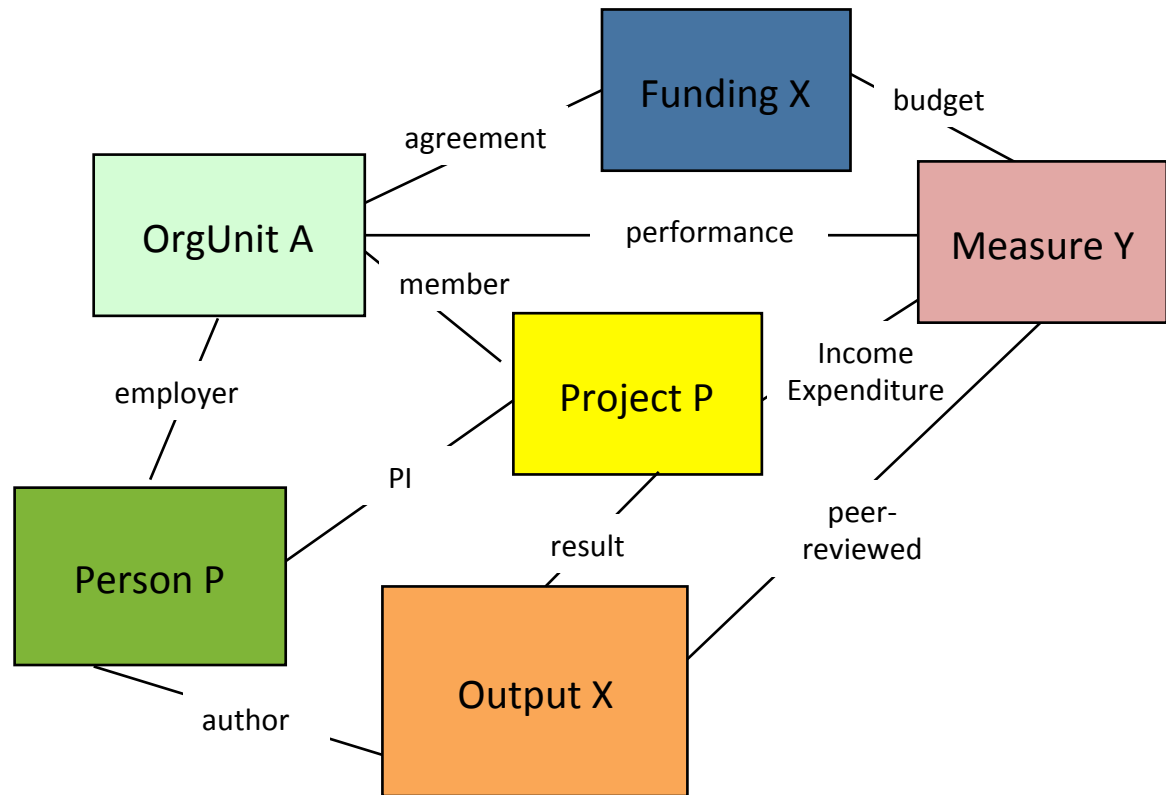 Funding X
budget
agreement
OrgUnit A
performance
Measure Y
member
Income
Expenditure
employer
Project P
PI
peer-
reviewed
result
Person P
Output X
author